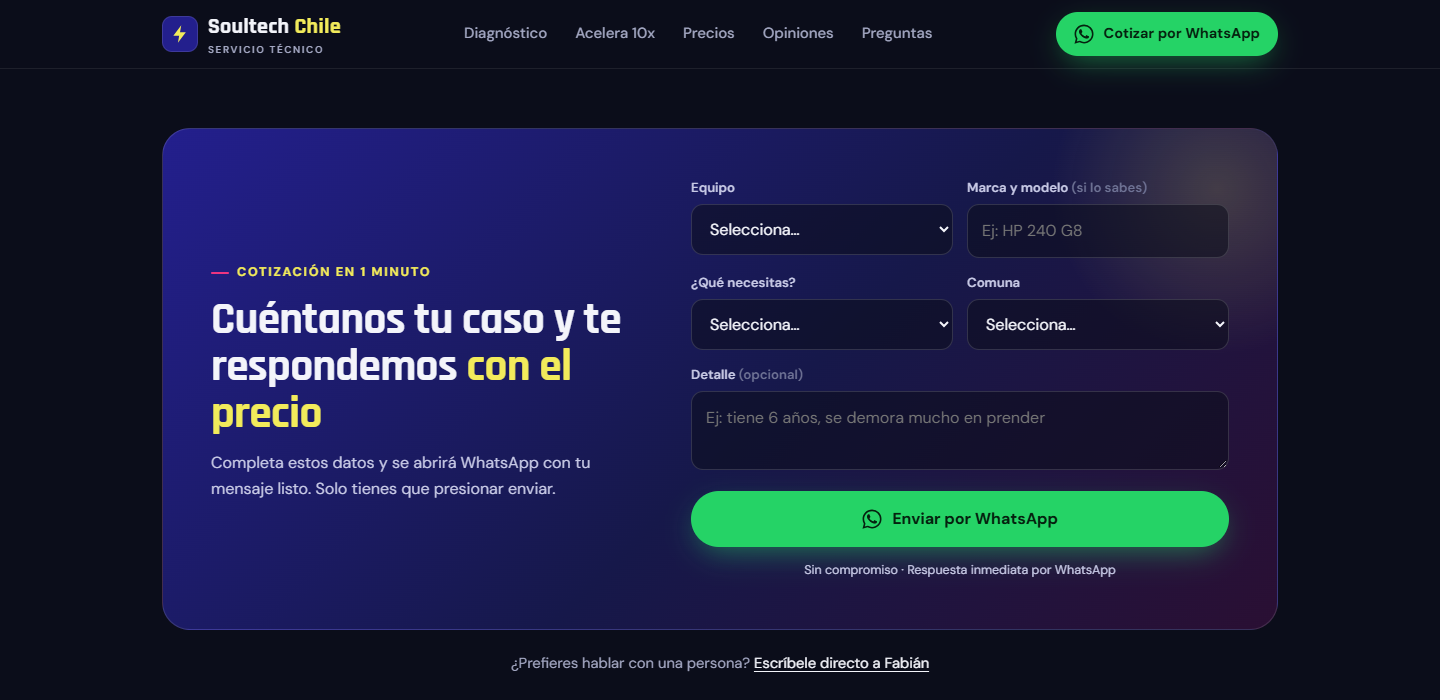 Soultech Chile
SERVICIO TÉCNICO
Diagnóstico
Acelera 10x
Precios
Opiniones
Preguntas
Cotizar por WhatsApp
COTIZACIÓN EN 1 MINUTO
Cuéntanos tu caso y te
respondemos con el
precio
Completa estos datos y se abrirá WhatsApp con tu
mensaje listo. Solo tienes que presionar enviar.
Equipo
Selecciona...
Marca y modelo (si lo sabes)
Ej: HP 240 G8
¿Qué necesitas?
Selecciona...
Comuna
Selecciona...
Detalle (opcional)
Ej: tiene 6 años, se demora mucho en prender
Enviar por WhatsApp
Sin compromiso · Respuesta inmediata por WhatsApp
¿Prefieres hablar con una persona? Escríbele directo a Fabián